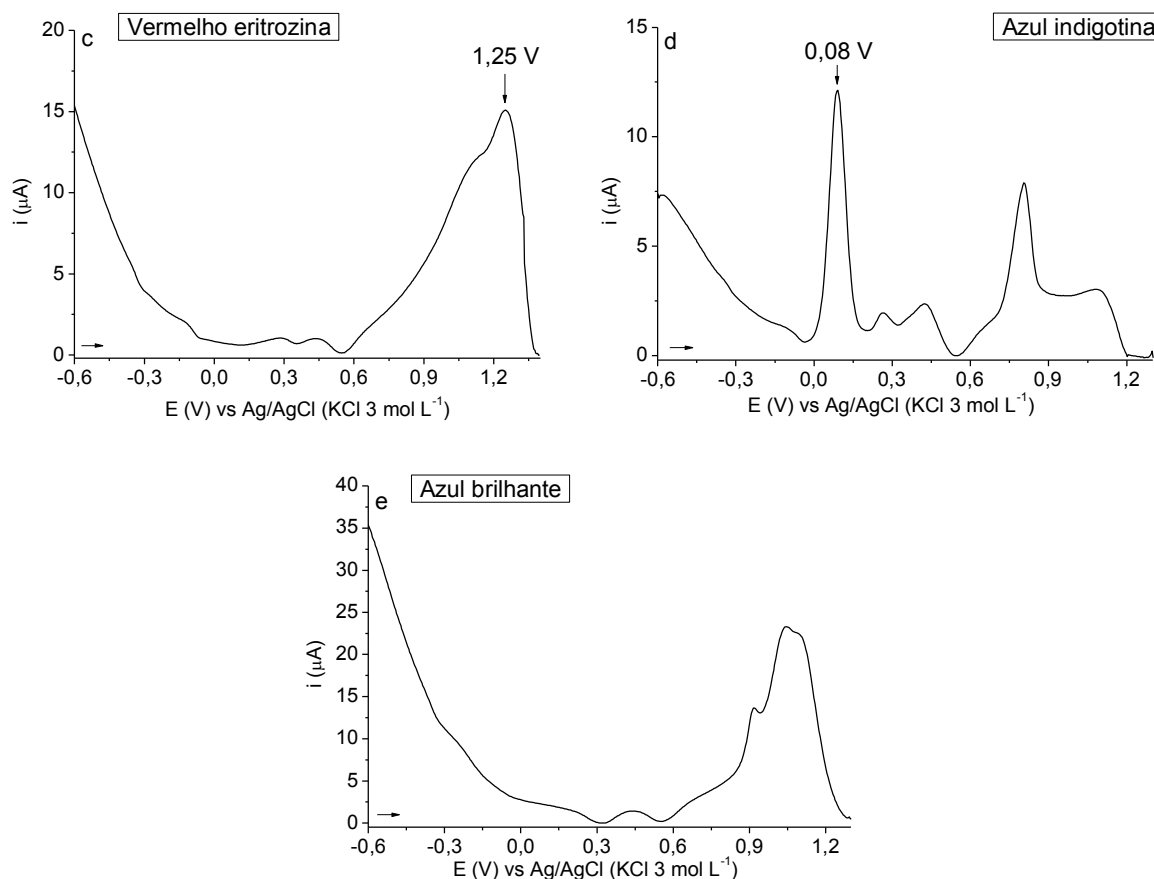 c
Vermelho eritrozina
1,25 V
20
15
10
5
0
i (μA)
-0,6 -0,3 0,0 0,3 0,6 0,9 1,2
E (V) vs Ag/AgCl (KCl 3 mol L⁻¹)
d
Azul indigotina
0,08 V
15
10
5
0
i (μA)
-0,6 -0,3 0,0 0,3 0,6 0,9 1,2
E (V) vs Ag/AgCl (KCl 3 mol L⁻¹)
e
Azul brilhante
40
35
30
25
20
15
10
5
0
i (μA)
-0,6 -0,3 0,0 0,3 0,6 0,9 1,2
E (V) vs Ag/AgCl (KCl 3 mol L⁻¹)